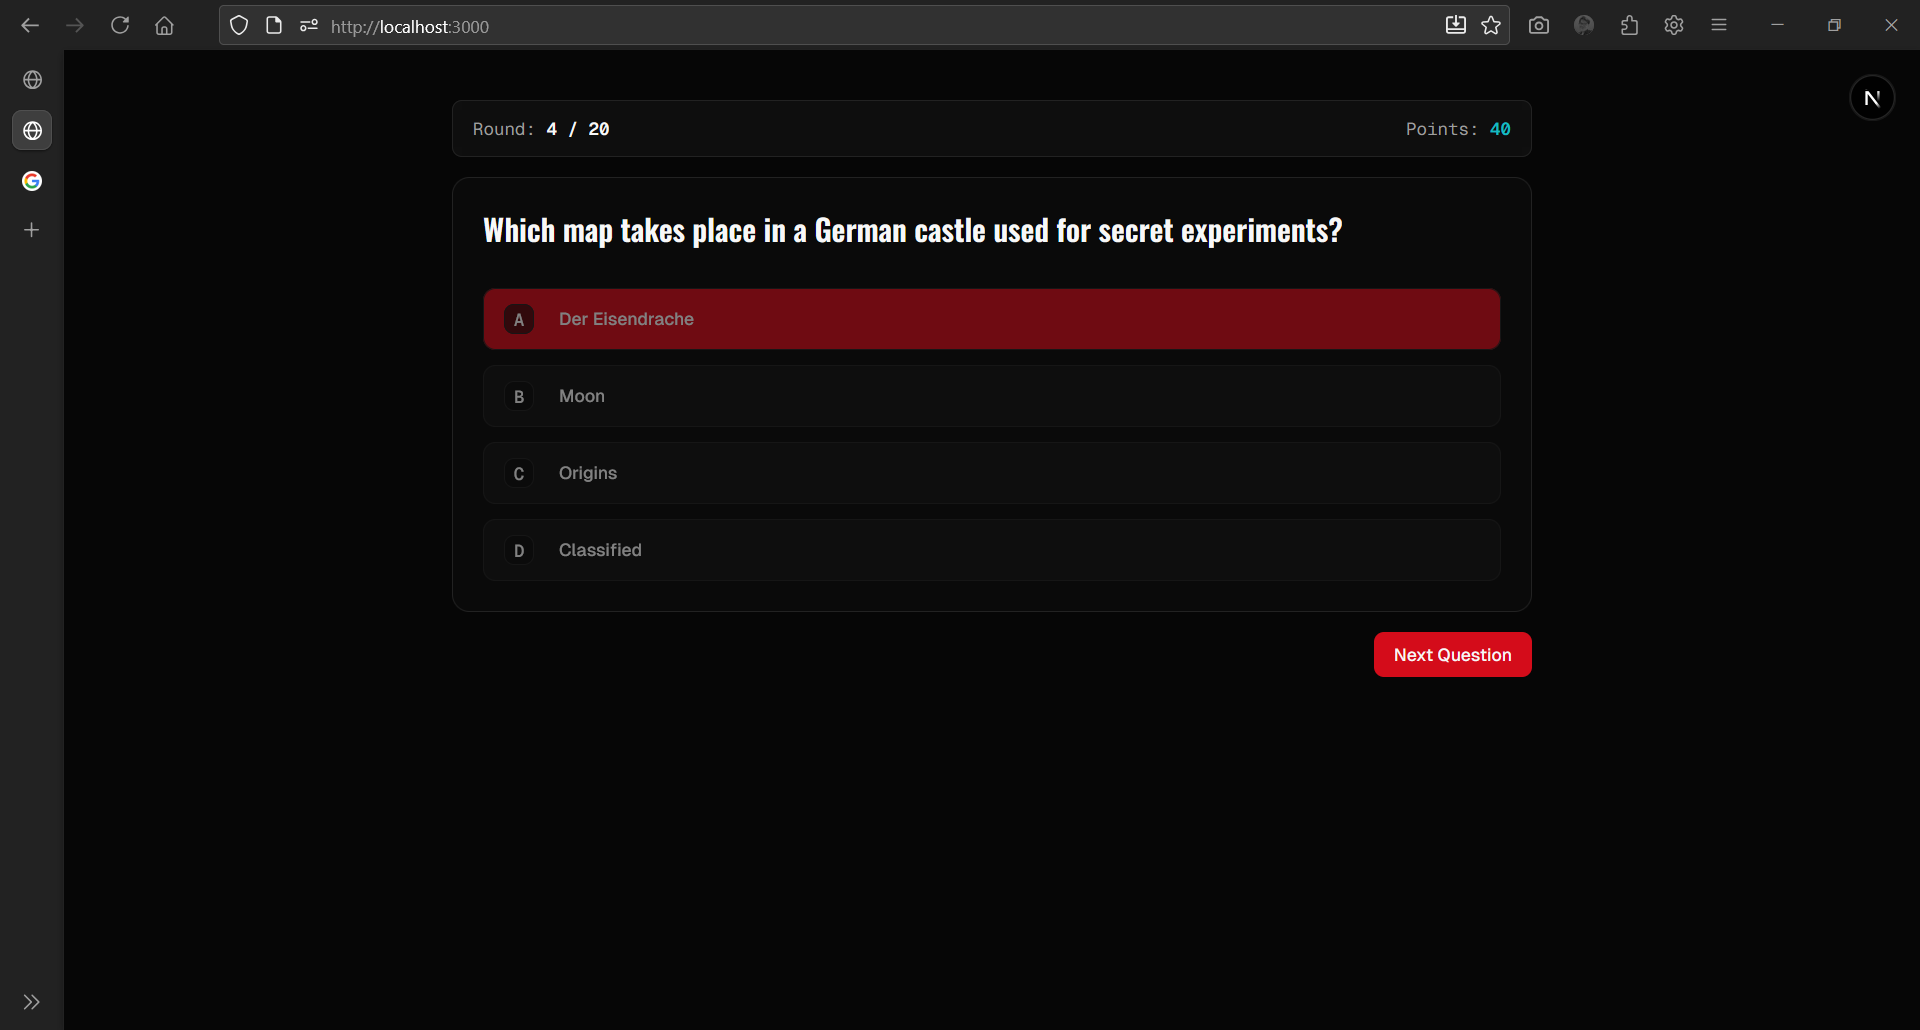 http://localhost:3000
Round: 4 / 20
Points: 40
Which map takes place in a German castle used for secret experiments?
A Der Eisendrache
B Moon
C Origins
D Classified
Next Question
N